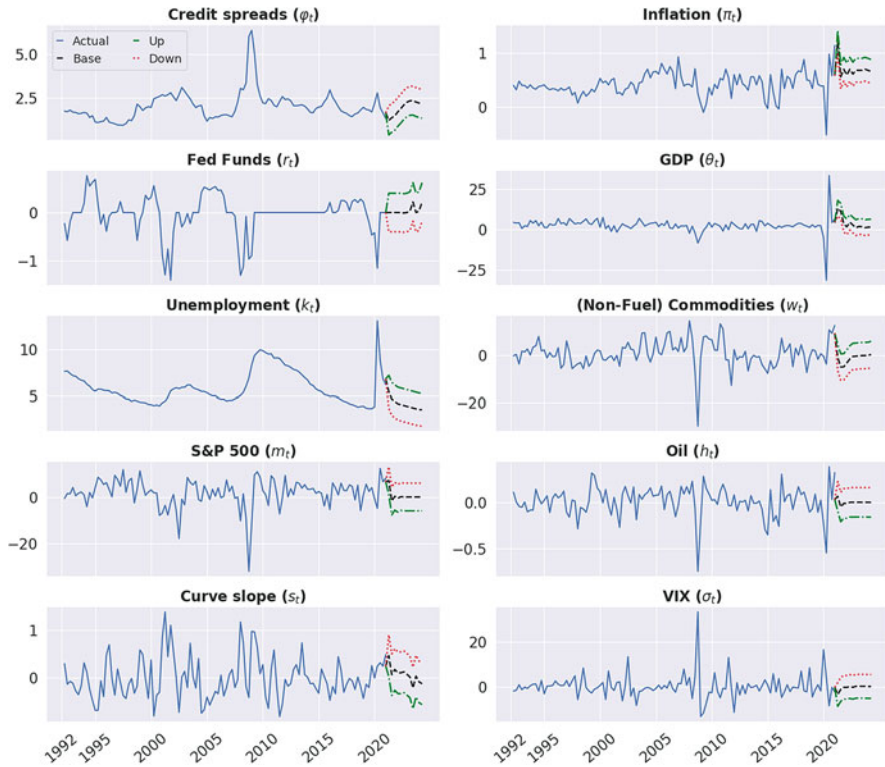 Credit spreads (φt)
Actual
Base
Up
Down
5.0
2.5
Inflation (πt)
1
0
Fed Funds (rt)
0
−1
GDP (θt)
25
0
−25
Unemployment (kt)
10
5
(Non-Fuel) Commodities (wt)
0
−20
S&P 500 (mt)
0
−20
Oil (ht)
0.0
−0.5
Curve slope (st)
1
0
VIX (σt)
20
0
1992 1995 2000 2005 2010 2015 2020
1992 1995 2000 2005 2010 2015 2020